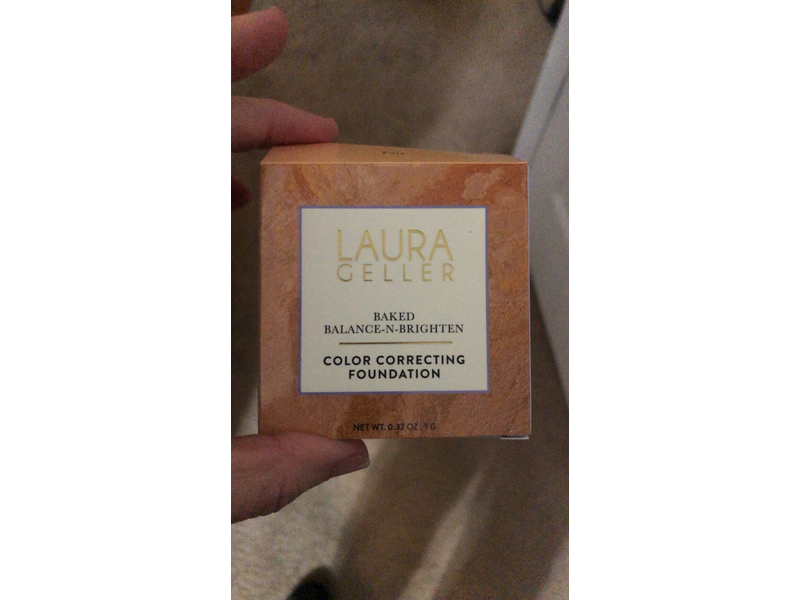 LAURA
GELLER
BAKED
BALANCE-N-BRIGHTEN
COLOR CORRECTING
FOUNDATION
NET WT. 0.32 OZ | 9 G